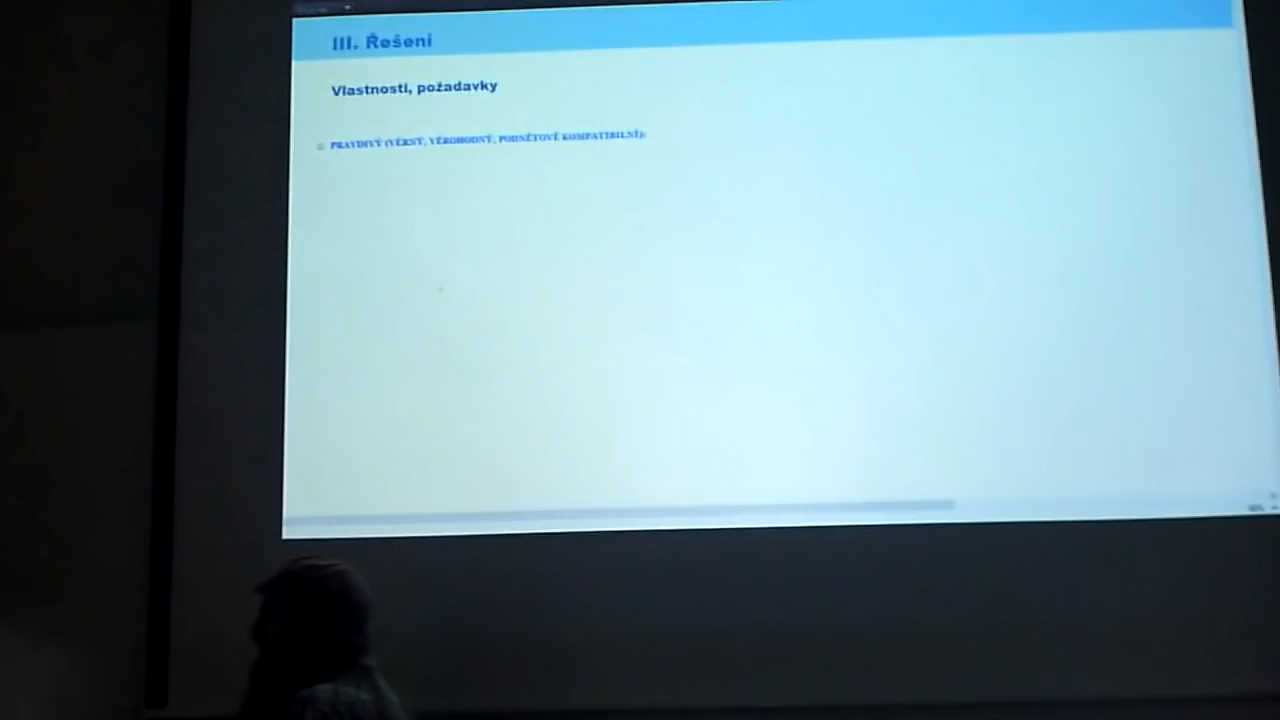 III. Řešení
Vlastnosti, požadavky
PRAVDIVÝ (VĚRNÝ, VĚROHODNÝ, PODNĚTOVĚ KOMPATIBILNÍ):